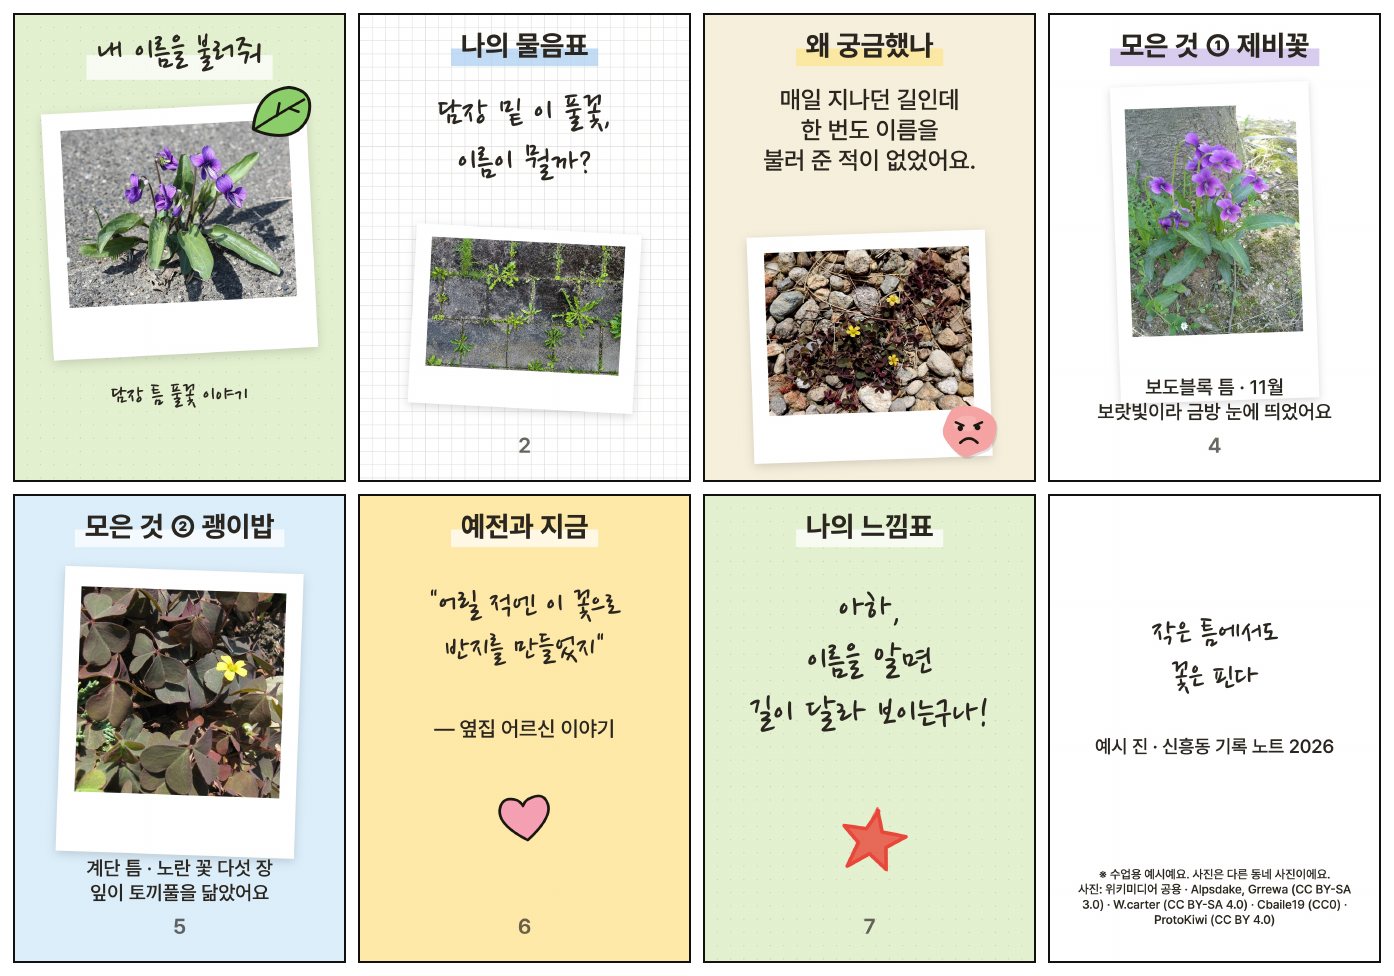 내 이름을 불러줘
담장 틈 풀꽃 이야기
나의 물음표
담장 밑 이 풀꽃,
이름이 뭘까?
2
왜 궁금했나
매일 지나던 길인데
한 번도 이름을
불러 준 적이 없었어요.
모은 것 ① 제비꽃
보도블록 틈 · 11월
보랏빛이라 금방 눈에 띄었어요
4
모은 것 ② 괭이밥
계단 틈 · 노란 꽃 다섯 장
잎이 토끼풀을 닮았어요
5
예전과 지금
"어릴 적엔 이 꽃으로
반지를 만들었지"
— 옆집 어르신 이야기
6
나의 느낌표
아하,
이름을 알면
길이 달라 보이는구나!
7
작은 틈에서도
꽃은 핀다
예시 진 · 신흥동 기록 노트 2026
※ 수업용 예시예요. 사진은 다른 동네 사진이에요.
사진: 위키미디어 공용 · Alpsdake, Grrewa (CC BY-SA
3.0) · W.carter (CC BY-SA 4.0) · Cbaile19 (CC0) ·
ProtoKiwi (CC BY 4.0)